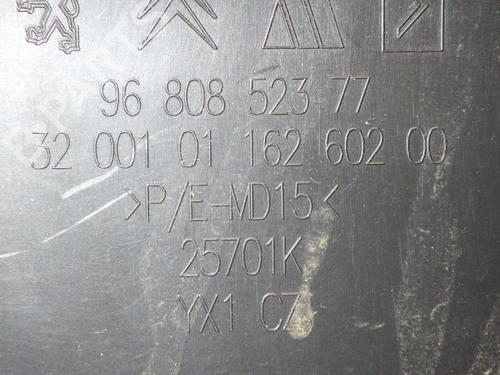 96 808 523 77
32 001 01 162 602 00
>P/E-MD15<
25701K
YX1 CZ